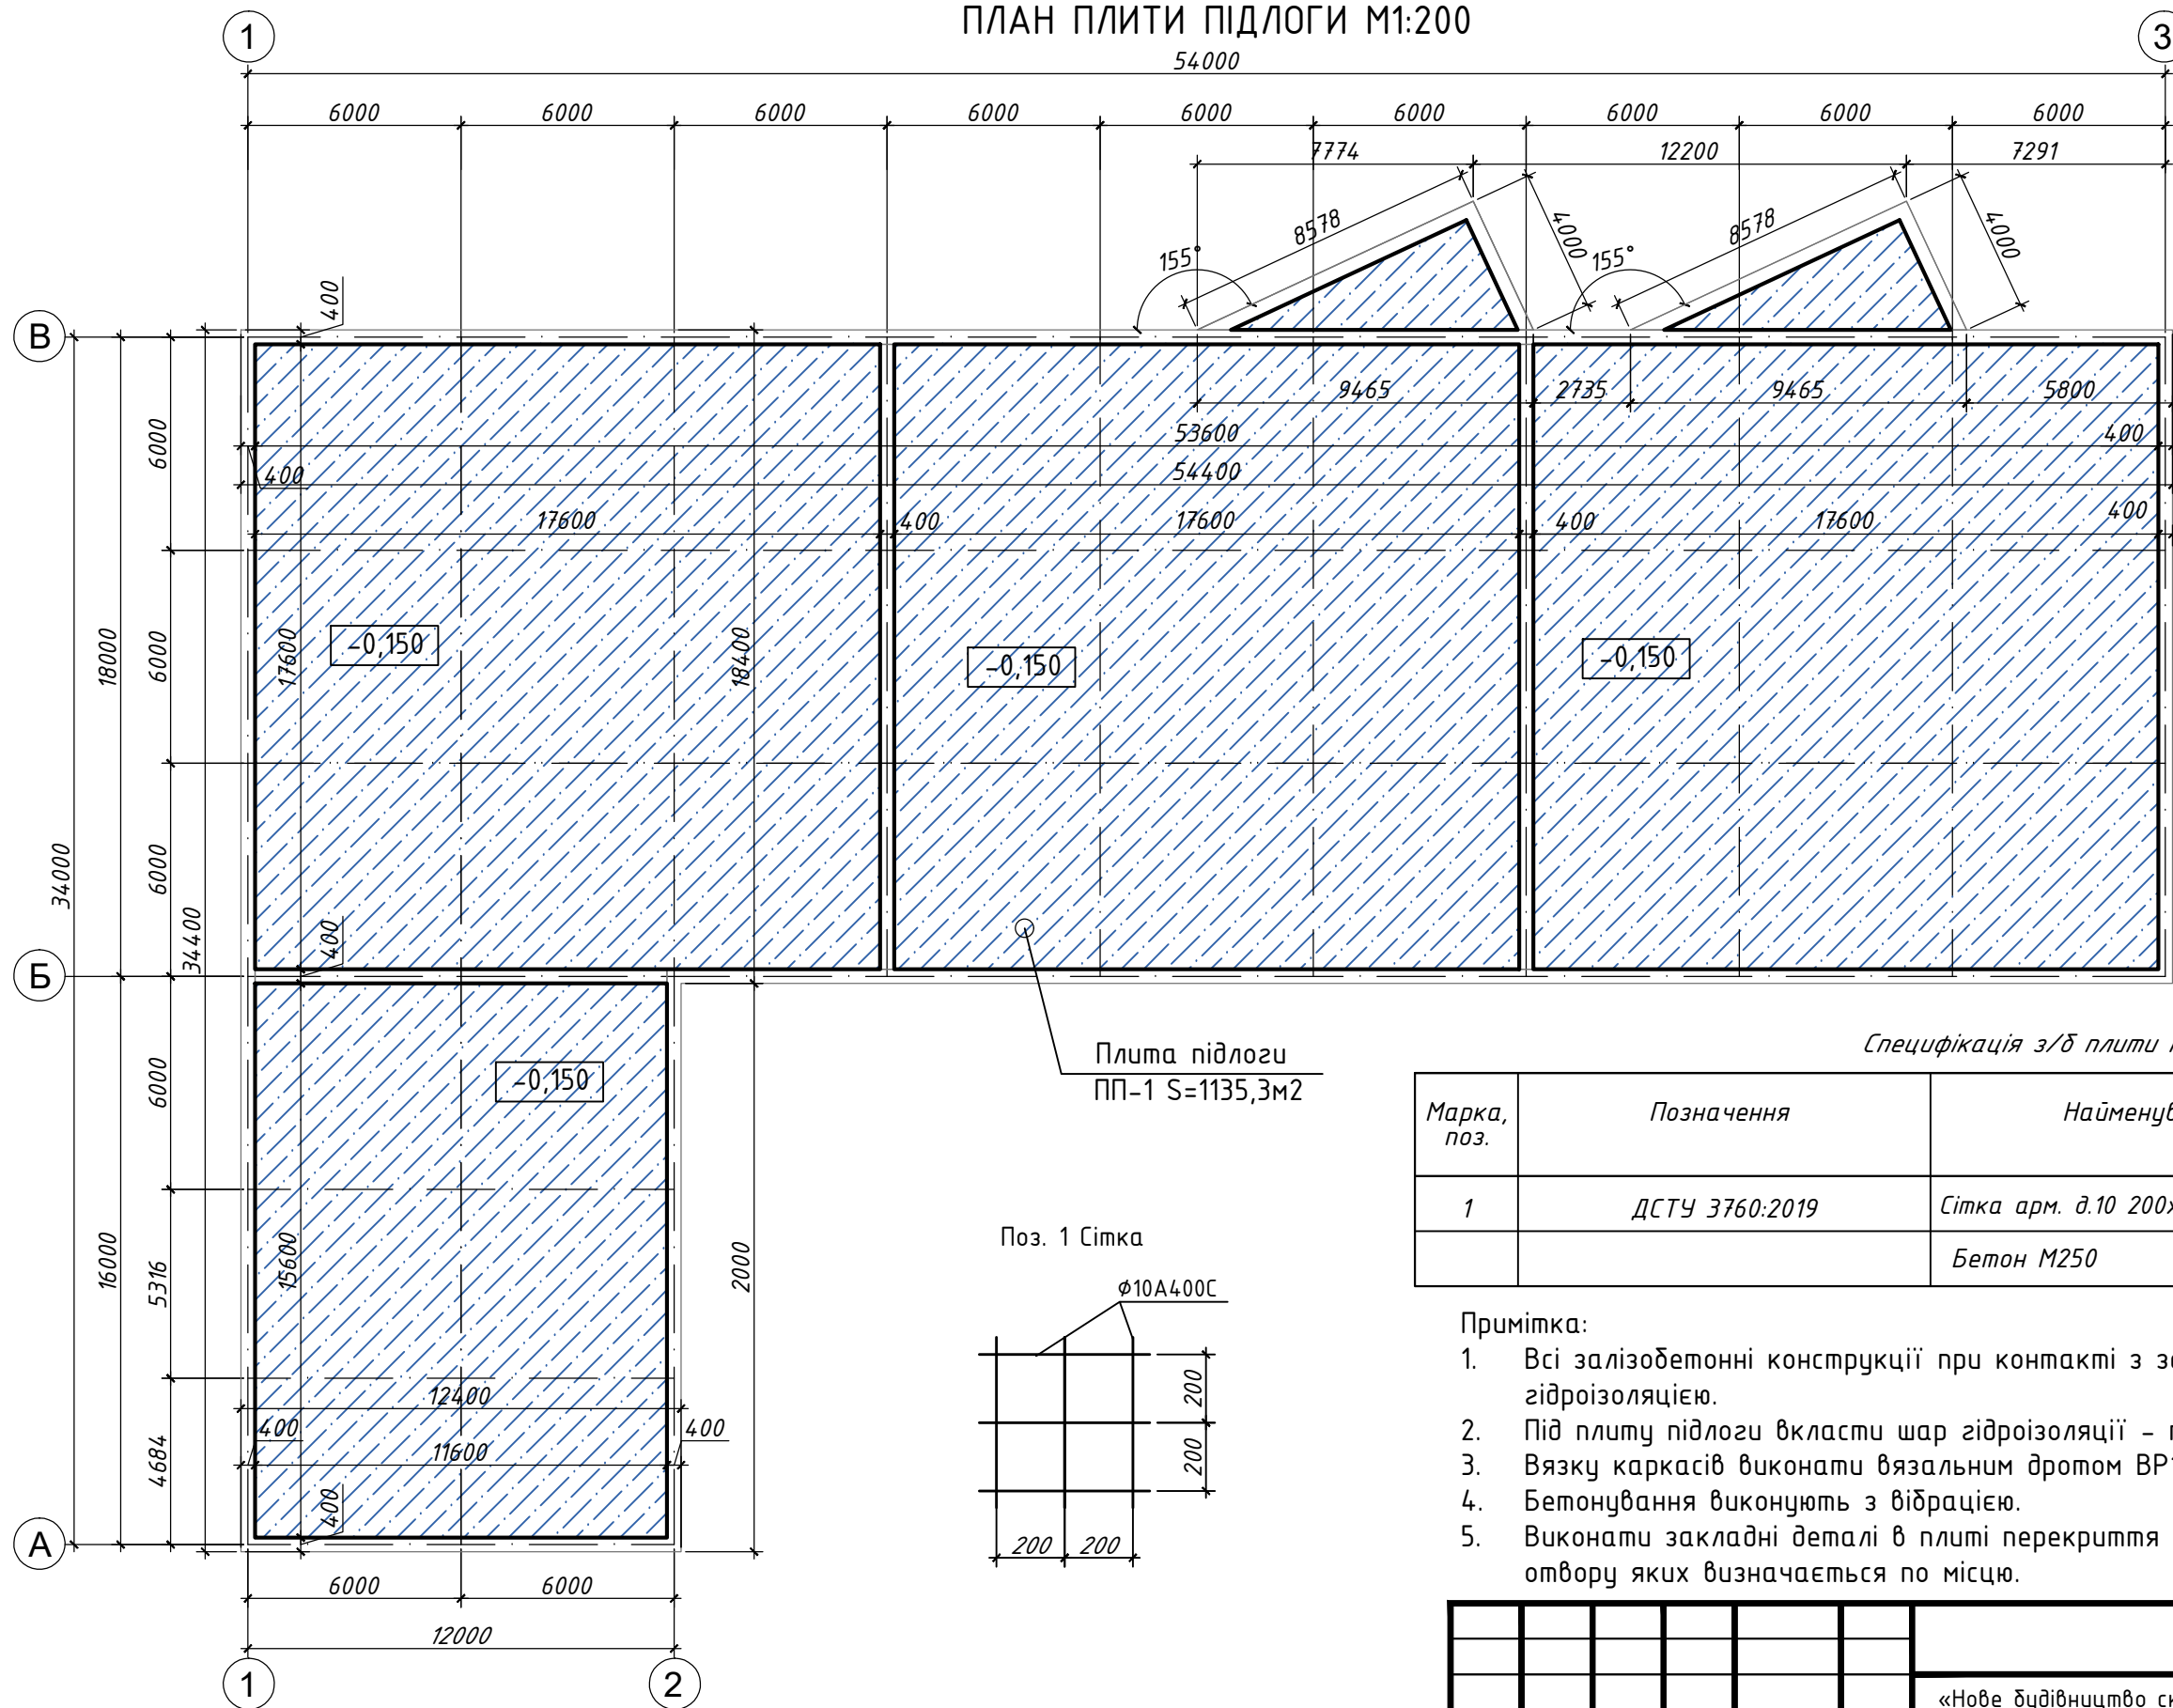 ПЛАН ПЛИТИ ПІДЛОГИ М1:200
1
3
54000
6000 6000 6000 6000 6000 6000 6000 6000 6000
7774 12200 7291
8578 4000 8578 4000
155° 155°
400
В
9465 2735 9465 5800
53600 400
400 54400
17600 400 17600 400 17600 400
6000
6000
6000
18000
34000
34400
17600
18400
-0,150
-0,150
-0,150
400
Б
-0,150
Плита підлоги
ПП-1 S=1135,3м2
6000
5316
4684
16000
15600
2000
12400
400 400
11600
400
А
6000 6000
12000
1
2
Поз. 1 Сітка
ϕ10А400С
200
200
200 200
Специфікація з/б плити
Марка, поз.
Позначення
1 ДСТУ 3760:2019 Сітка арм. д.10
Бетон М250
Примітка:
1. Всі залізобетонні конструкції при контакті з
гідроізоляцією.
2. Під плиту підлоги вкласти шар гідроізоляції -
3. Вязку каркасів виконати вязальним дротом
4. Бетонування виконують з вібрацією.
5. Виконати закладні деталі в плиті перекриття
отвору яких визначається по місцю.
«Нове будівництво